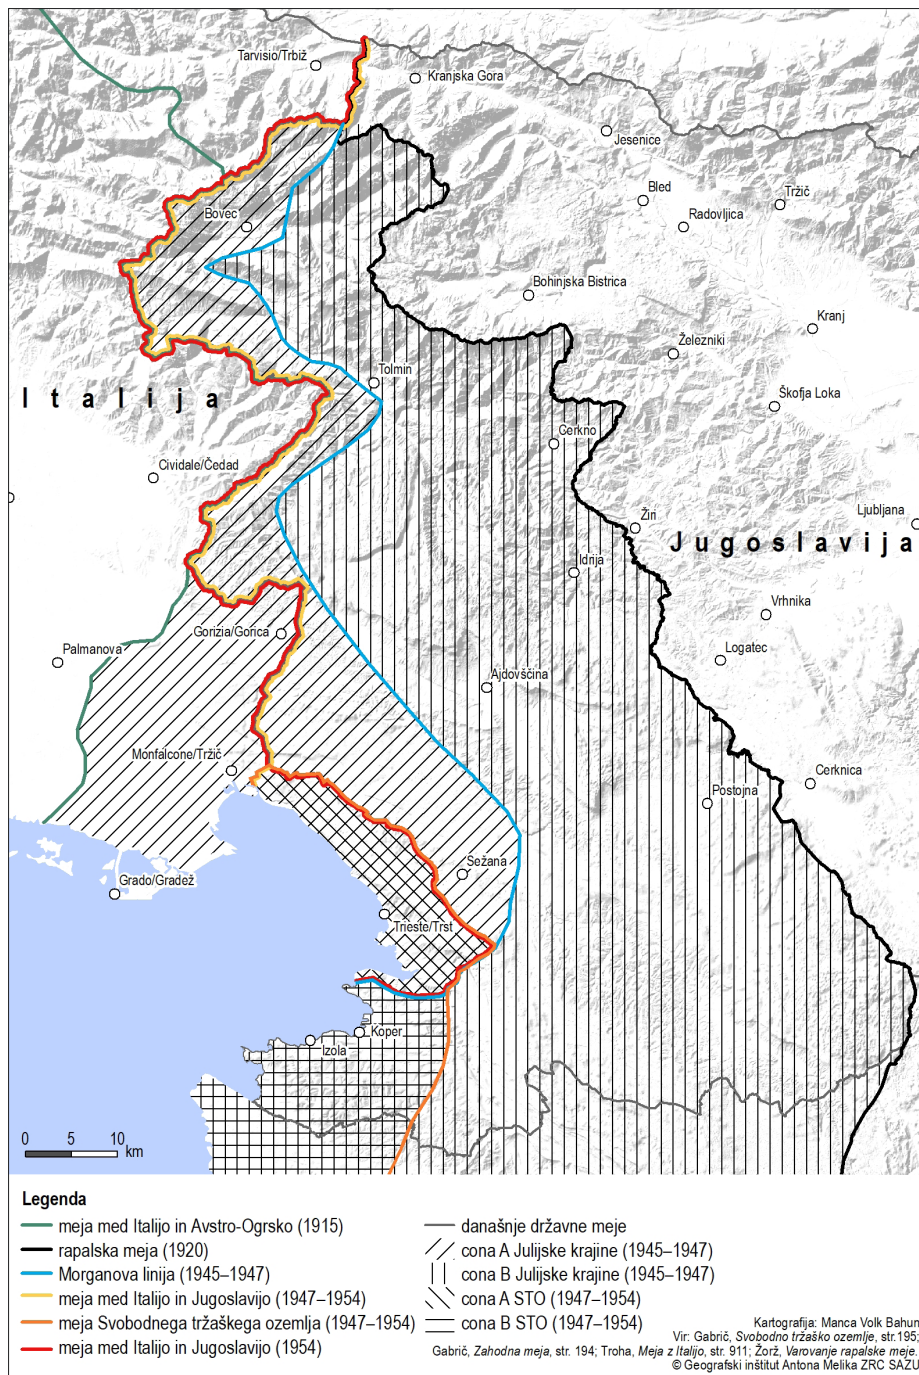 Tarvisio/Trbiž
Kranjska Gora
Jesenice
Bled
Tržič
Radovljica
Bovec
Bohinjska Bistrica
Kranj
Železniki
Tolmin
Italija
Škofja Loka
Cerkno
Cividale/Čedad
Ljubljana
Žiri
Jugoslavija
Idrija
Vrhnika
Gorizia/Gorica
Palmanova
Logatec
Ajdovščina
Monfalcone/Tržič
Cerknica
Postojna
Sežana
Grado/Gradež
Trieste/Trst
Koper
Izola
0 5 10
km
Legenda
meja med Italijo in Avstro-Ogrsko (1915)
rapalska meja (1920)
Morganova linija (1945–1947)
meja med Italijo in Jugoslavijo (1947–1954)
meja Svobodnega tržaškega ozemlja (1947–1954)
meja med Italijo in Jugoslavijo (1954)
današnje državne meje
cona A Julijske krajine (1945–1947)
cona B Julijske krajine (1945–1947)
cona A STO (1947–1954)
cona B STO (1947–1954)
Kartografija: Manca Volk Bahun
Vir: Gabrič, Svobodno tržaško ozemlje, str.195;
Gabrič, Zahodna meja, str. 194; Troha, Meja z Italijo, str. 911; Žorž, Varovanje rapalske meje.
© Geografski inštitut Antona Melika ZRC SAZU